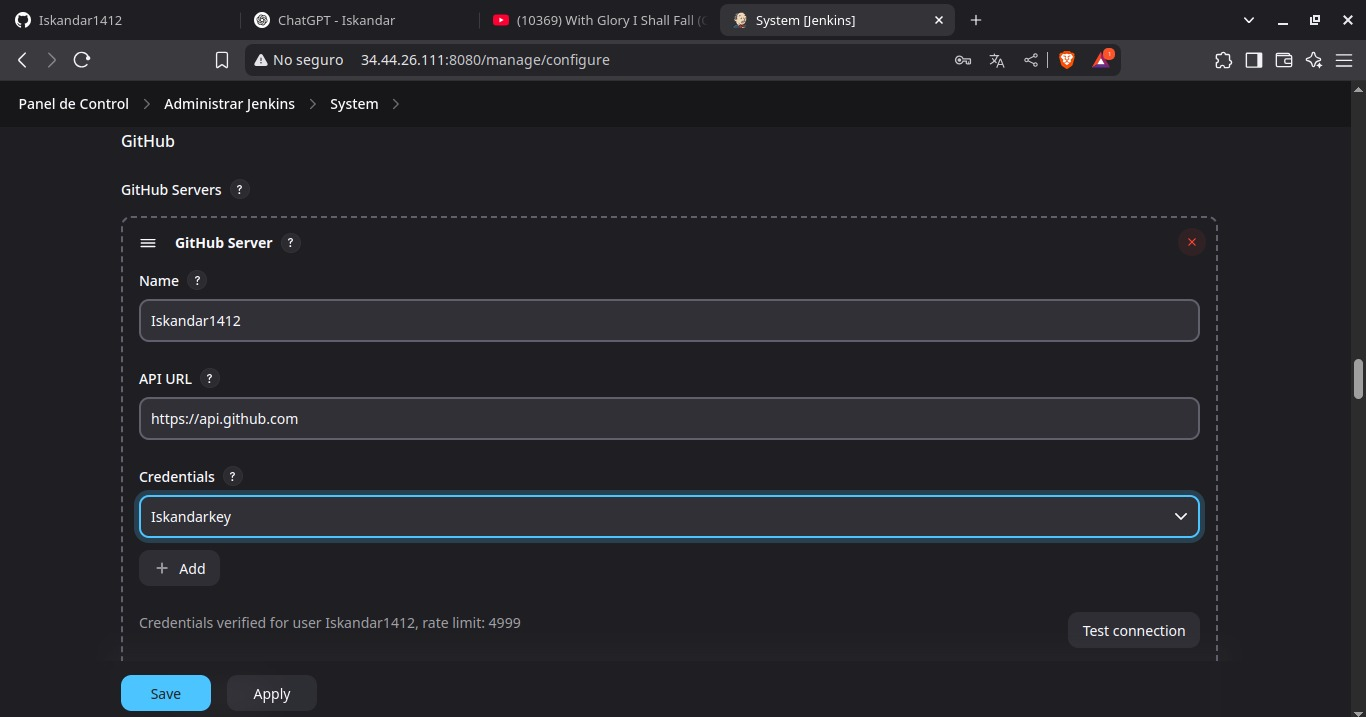 Iskandar1412
ChatGPT - Iskandar
(10369) With Glory I Shall Fall
System [Jenkins]
No seguro 34.44.26.111:8080/manage/configure
Panel de Control > Administrar Jenkins > System >
GitHub
GitHub Servers ?
GitHub Server ?
Name ?
Iskandar1412
API URL ?
https://api.github.com
Credentials ?
Iskandarkey
+ Add
Credentials verified for user Iskandar1412, rate limit: 4999
Test connection
Save Apply